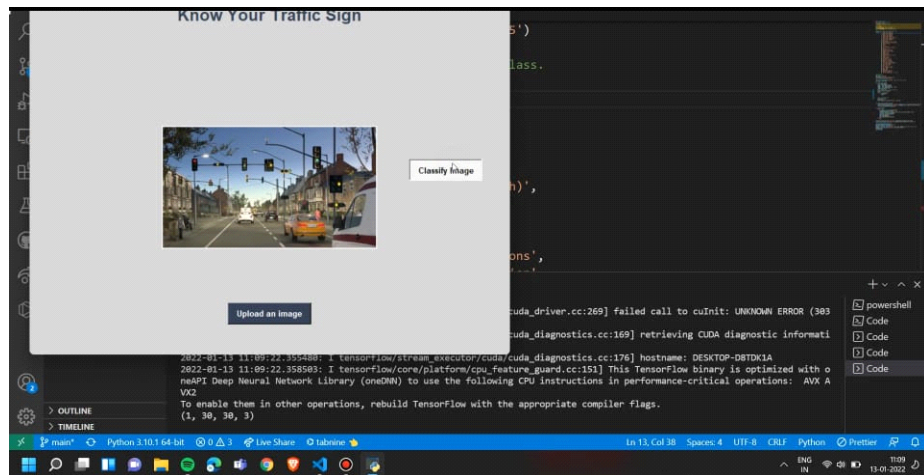 Know Your Traffic Sign
Classify Image
Upload an image
S')
lass.
h)',
ons',
cuda_driver.cc:269] failed call to cuInit: UNKNOWN ERROR (303
cuda_diagnostics.cc:169] retrieving CUDA diagnostic informati
2022-01-13 11:09:22.355480: I tensorflow/stream_executor/cuda/cuda_diagnostics.cc:176] hostname: DESKTOP-D8TDK1A
2022-01-13 11:09:22.358503: I tensorflow/core/platform/cpu_feature_guard.cc:151] This TensorFlow binary is optimized with o
neAPI Deep Neural Network Library (oneDNN) to use the following CPU instructions in performance-critical operations: AVX A
VX2
To enable them in other operations, rebuild TensorFlow with the appropriate compiler flags.
(1, 30, 30, 3)
powershell
Code
Code
Code
Code
OUTLINE
TIMELINE
2
main* Python 3.10.1 64-bit 0 3 Live Share tabnine Ln 13, Col 38 Spaces: 4 UTF-8 CRLF Python Prettier
ENG
IN
11:09
13-01-2022